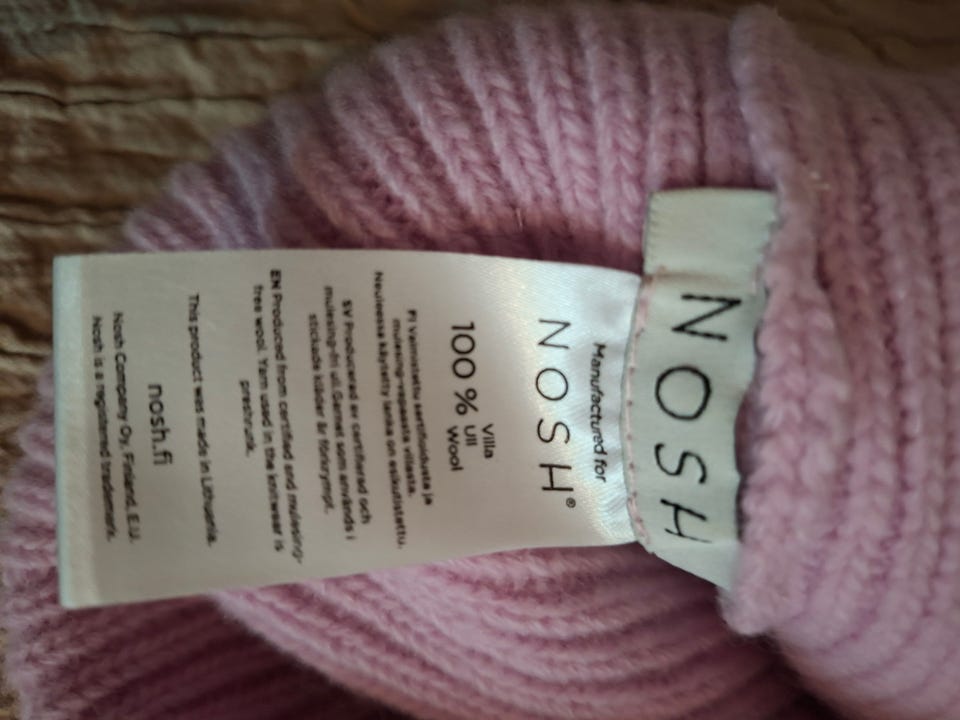 NOSH
Manufactured for
NOSH®
100 % Villa
Ull
Wool
FI Valmistettu sertifioidusta ja
mulesing-vapaasta villasta.
Neuleessa käytetty lanka on esikutistettu.
SV Producered av certifierad och
mulesing-fri ull. Garnet som används i
stickade kläder är förkrympt.
EN Produced from certified and mulesing-
free wool. Yarn used in the knitwear is
preshrunk.
This product was made in Lithuania.
nosh.fi
Nosh Company Oy, Finland, E.U.
Nosh is a registered trademark.